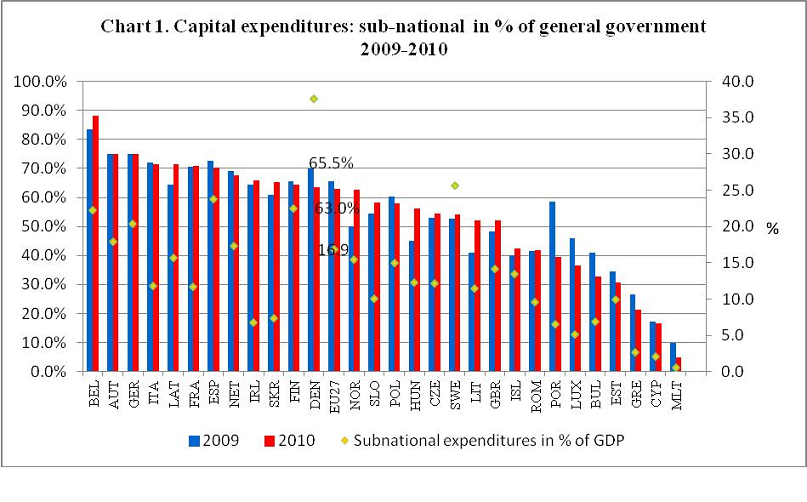 Chart 1. Capital expenditures: sub-national in % of general government
2009-2010
100.0%
90.0%
80.0%
70.0%
60.0%
50.0%
40.0%
30.0%
20.0%
10.0%
0.0%
40.0
35.0
30.0
25.0
20.0
15.0
10.0
5.0
0.0
%
65.5%
63.0%
16.9
BEL
AUT
GER
ITA
LAT
FRA
ESP
NET
IRL
SKR
FIN
DEN
EU27
NOR
SLO
POL
HUN
CZE
SWE
LIT
GBR
ISL
ROM
POR
LUX
BUL
EST
GRE
CYP
MLT
2009 2010 Subnational expenditures in % of GDP